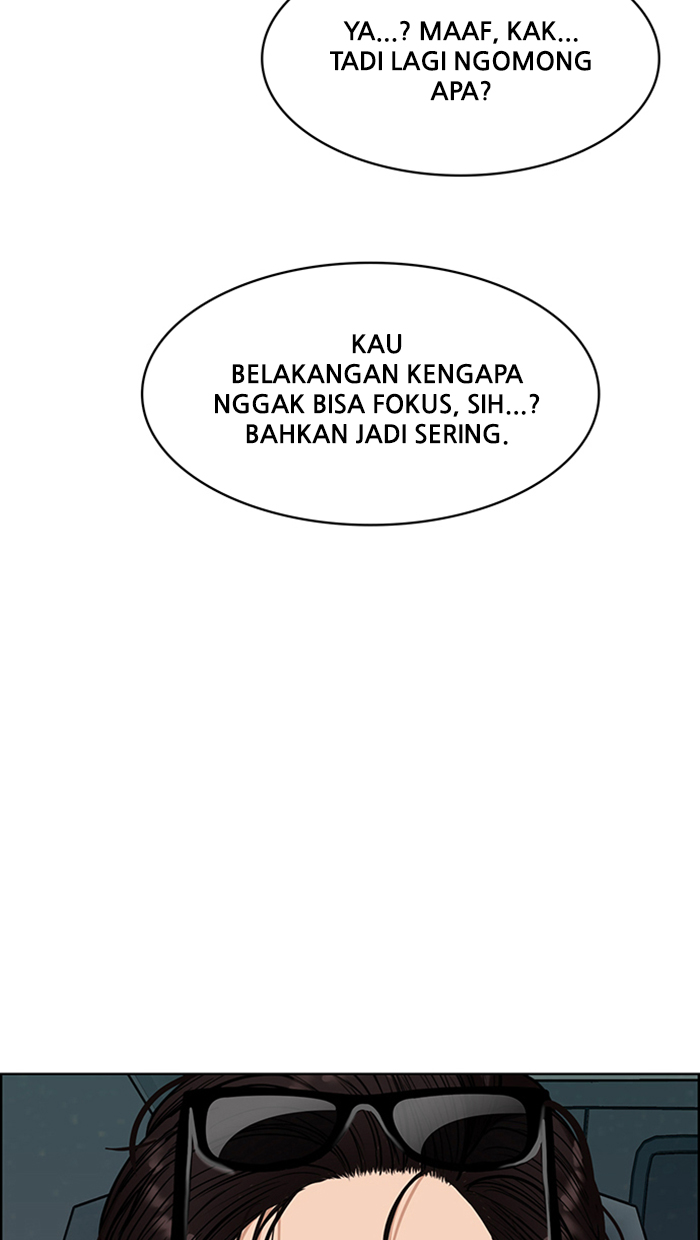 YA...? MAAF, KAK...
TADI LAGI NGOMONG
APA?
KAU
BELAKANGAN KENGAPA
NGGAK BISA FOKUS, SIH...?
BAHKAN JADI SERING.